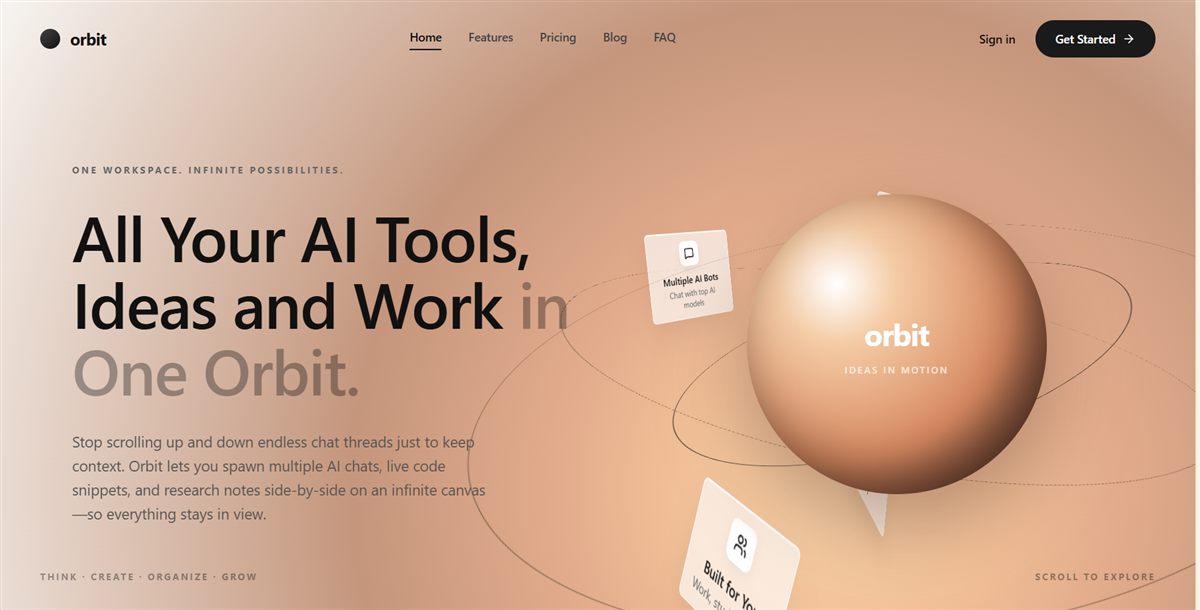 orbit
Home
Features
Pricing
Blog
FAQ
Sign in
Get Started
ONE WORKSPACE. INFINITE POSSIBILITIES.
All Your AI Tools,
Ideas and Work in
One Orbit.
Stop scrolling up and down endless chat threads just to keep
context. Orbit lets you spawn multiple AI chats, live code
snippets, and research notes side-by-side on an infinite canvas
—so everything stays in view.
Multiple AI Bots
Chat with top AI
models
orbit
IDEAS IN MOTION
Built for
Work,
THINK · CREATE · ORGANIZE · GROW
SCROLL TO EXPLORE